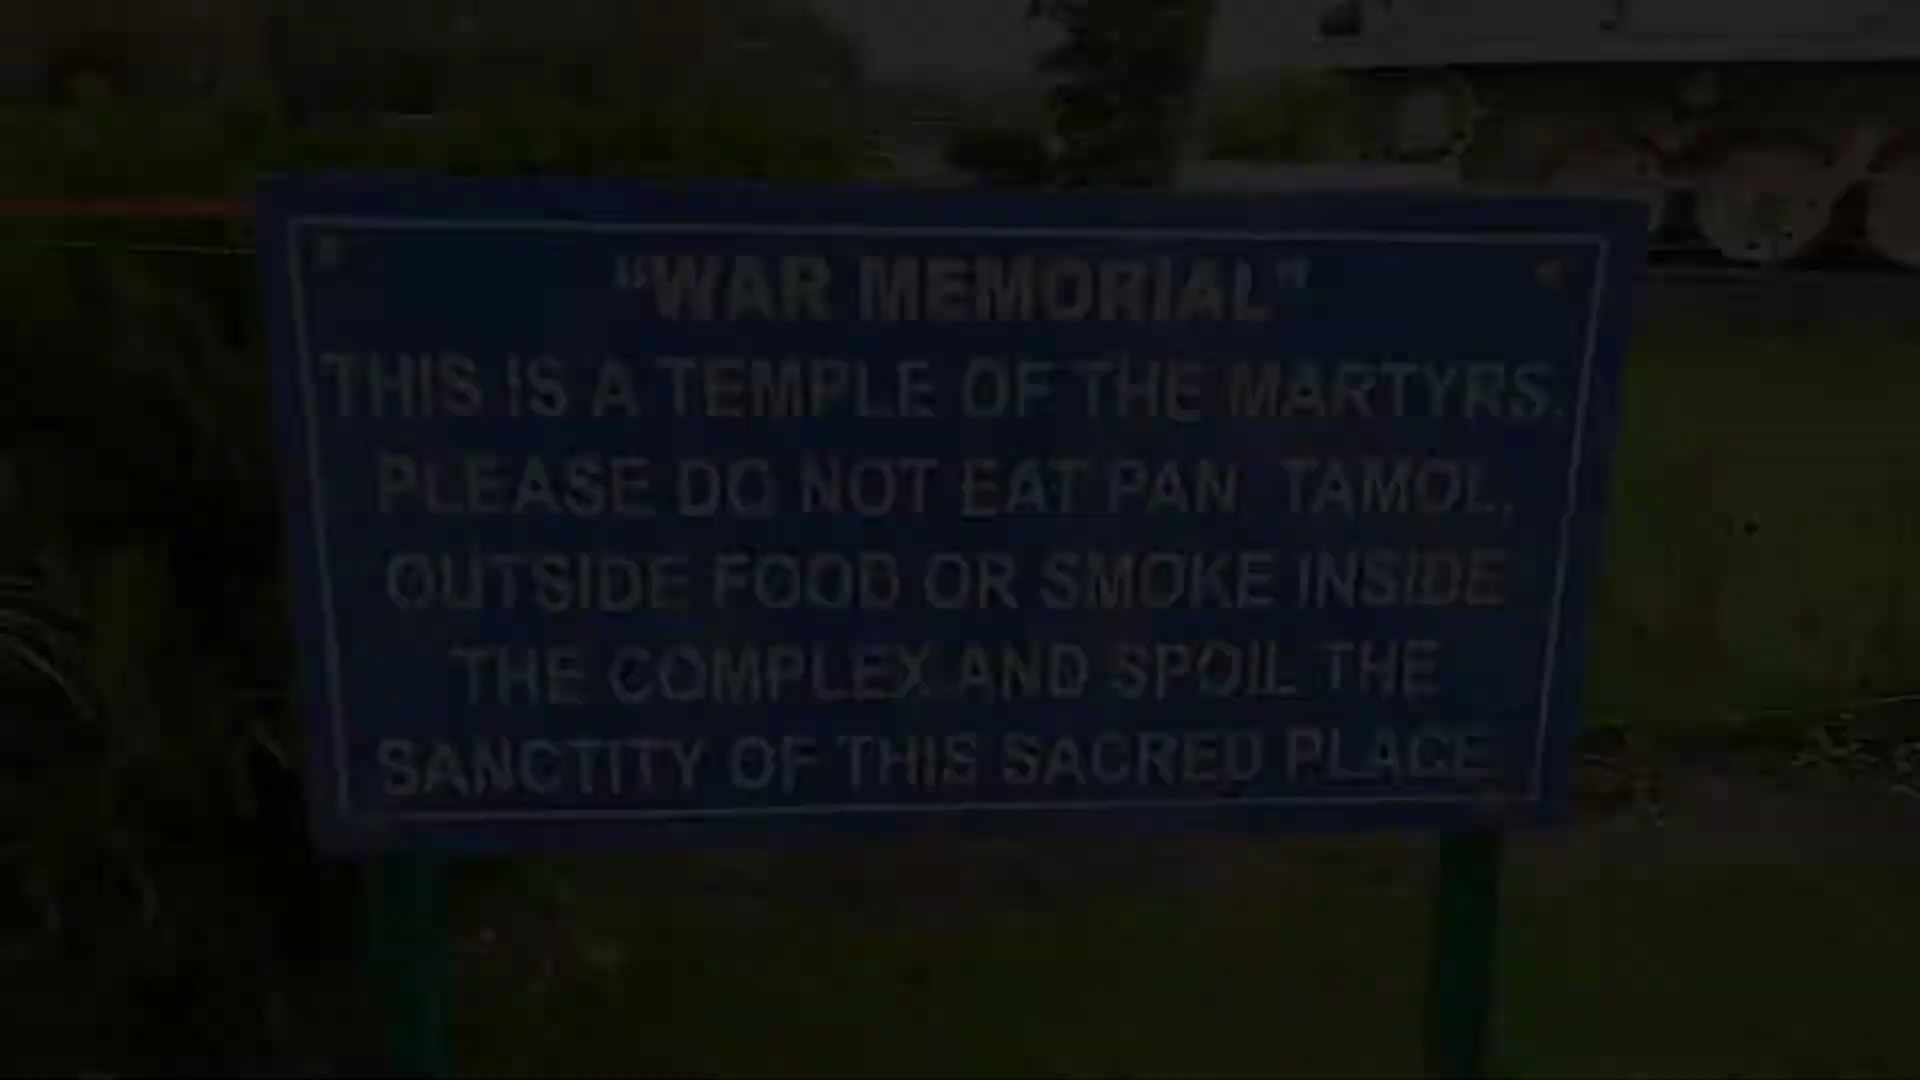 "WAR MEMORIAL"
THIS IS A TEMPLE OF THE MARTYRS.
PLEASE DO NOT EAT PAN, TAMOL,
OUTSIDE FOOD OR SMOKE INSIDE
THE COMPLEX AND SPOIL THE
SANCTITY OF THIS SACRED PLACE